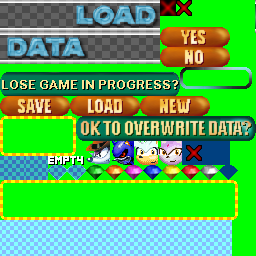 LOAD
DATA
YES
NO
LOSE GAME IN PROGRESS?
SAVE
LOAD
NEW
OK TO OVERWRITE DATA?
EMPTY